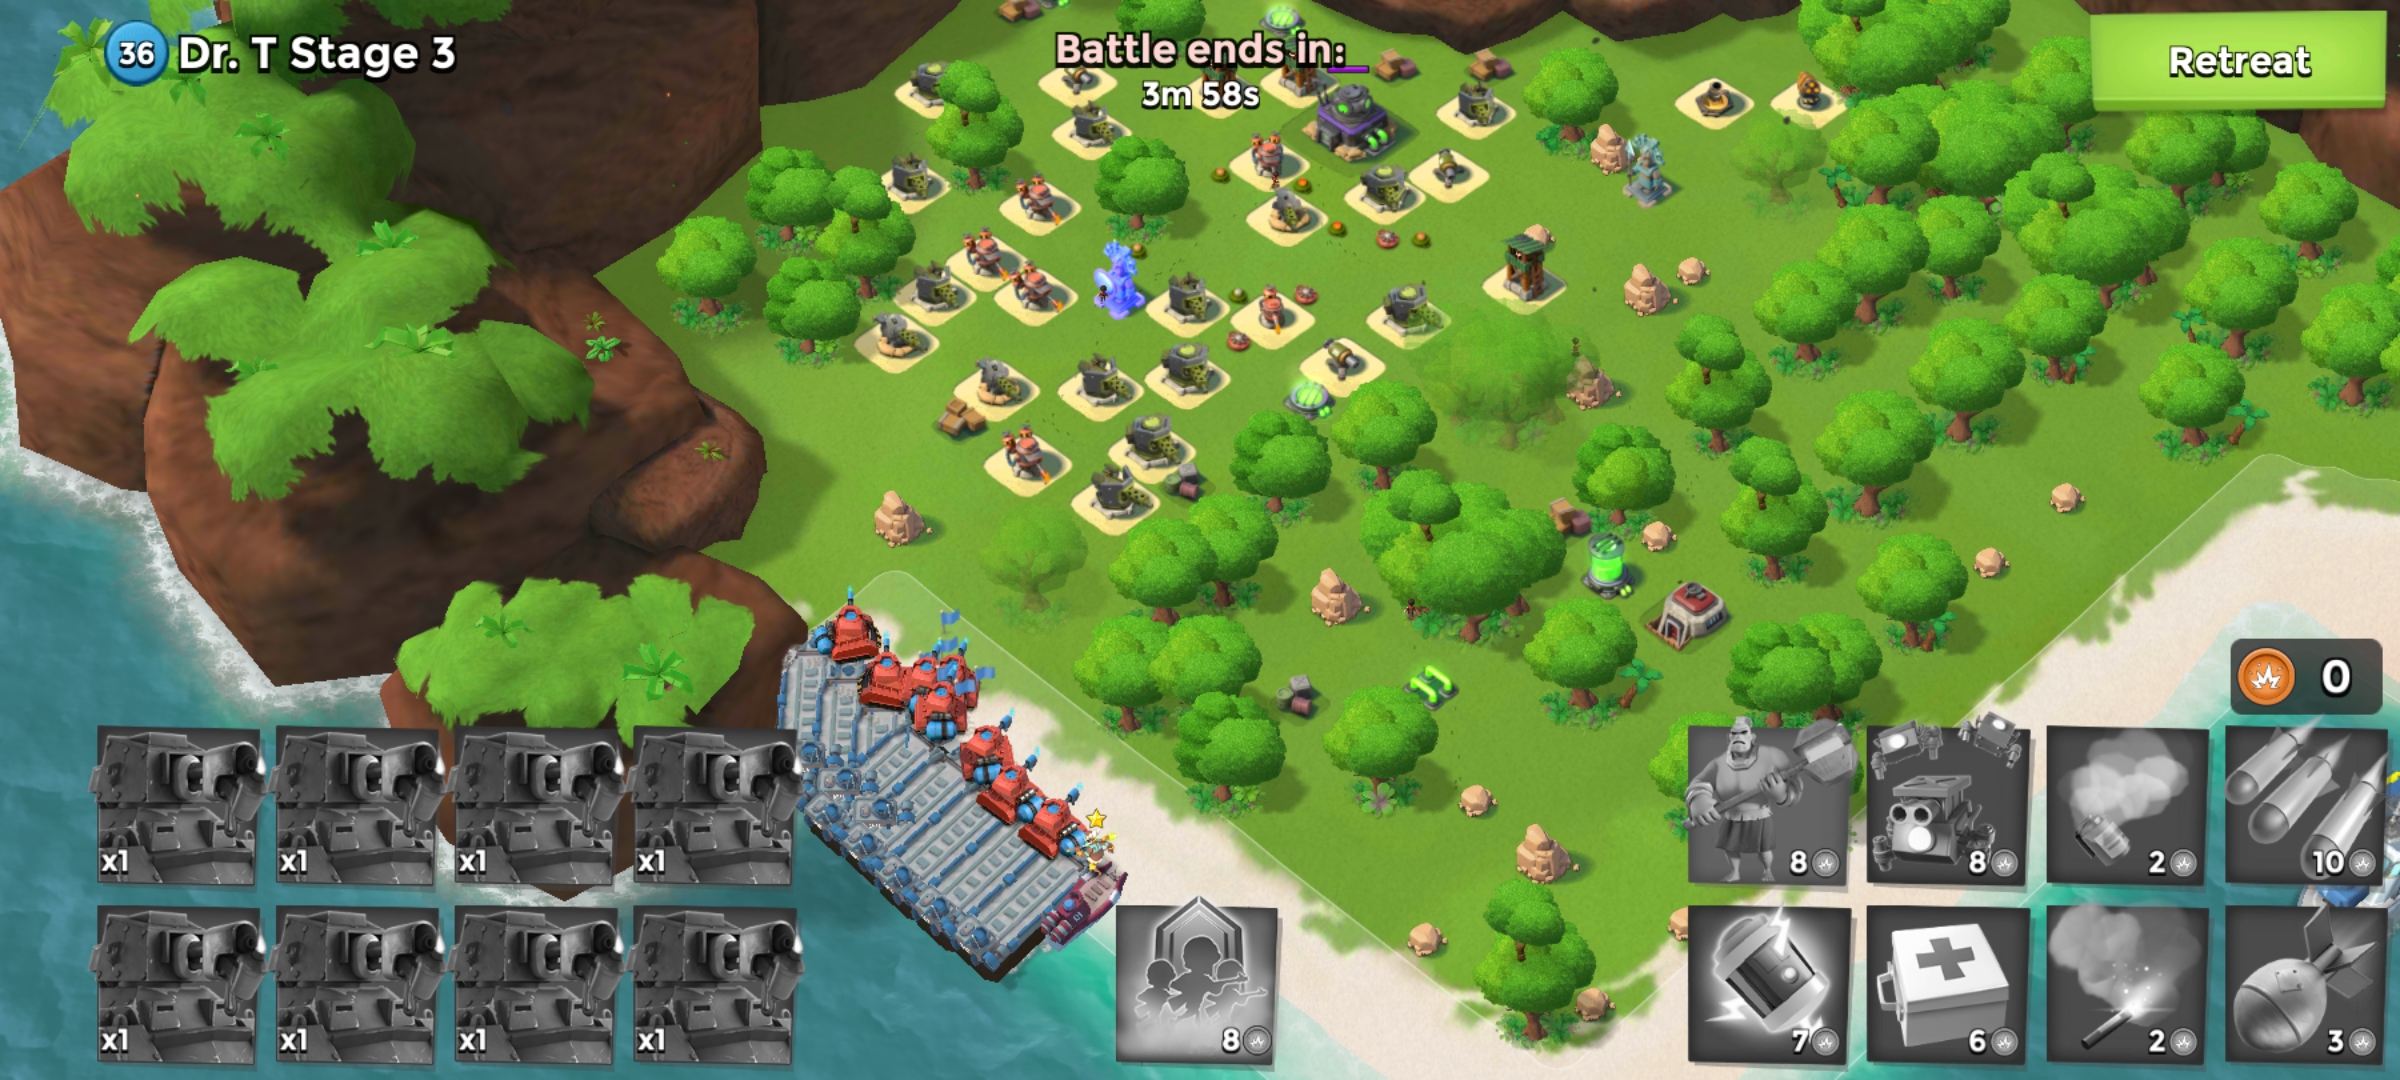 36 Dr. T Stage 3
Battle ends in:
3m 58s
Retreat
0
x1 x1 x1 x1
8 8 2 10
x1 x1 x1 x1
8
7 6 2 3